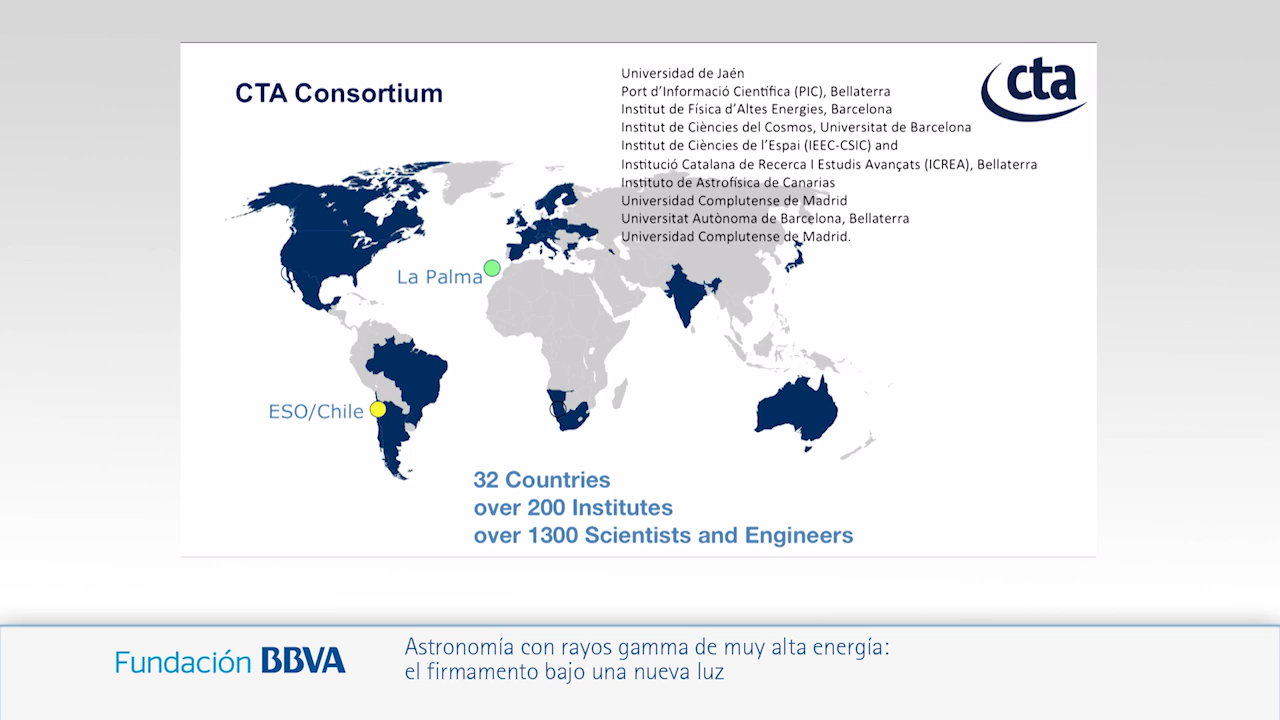 CTA Consortium
Universidad de Jaén
Port d’Informació Científica (PIC), Bellaterra
Institut de Física d’Altes Energies, Barcelona
Institut de Ciències del Cosmos, Universitat de Barcelona
Institut de Ciències de l’Espai (IEEC-CSIC) and
Institució Catalana de Recerca I Estudis Avançats (ICREA), Bellaterra
Instituto de Astrofísica de Canarias
Universidad Complutense de Madrid
Universitat Autònoma de Barcelona, Bellaterra
Universidad Complutense de Madrid.
cta
La Palma
ESO/Chile
32 Countries
over 200 Institutes
over 1300 Scientists and Engineers
Fundación BBVA
Astronomía con rayos gamma de muy alta energía:
el firmamento bajo una nueva luz